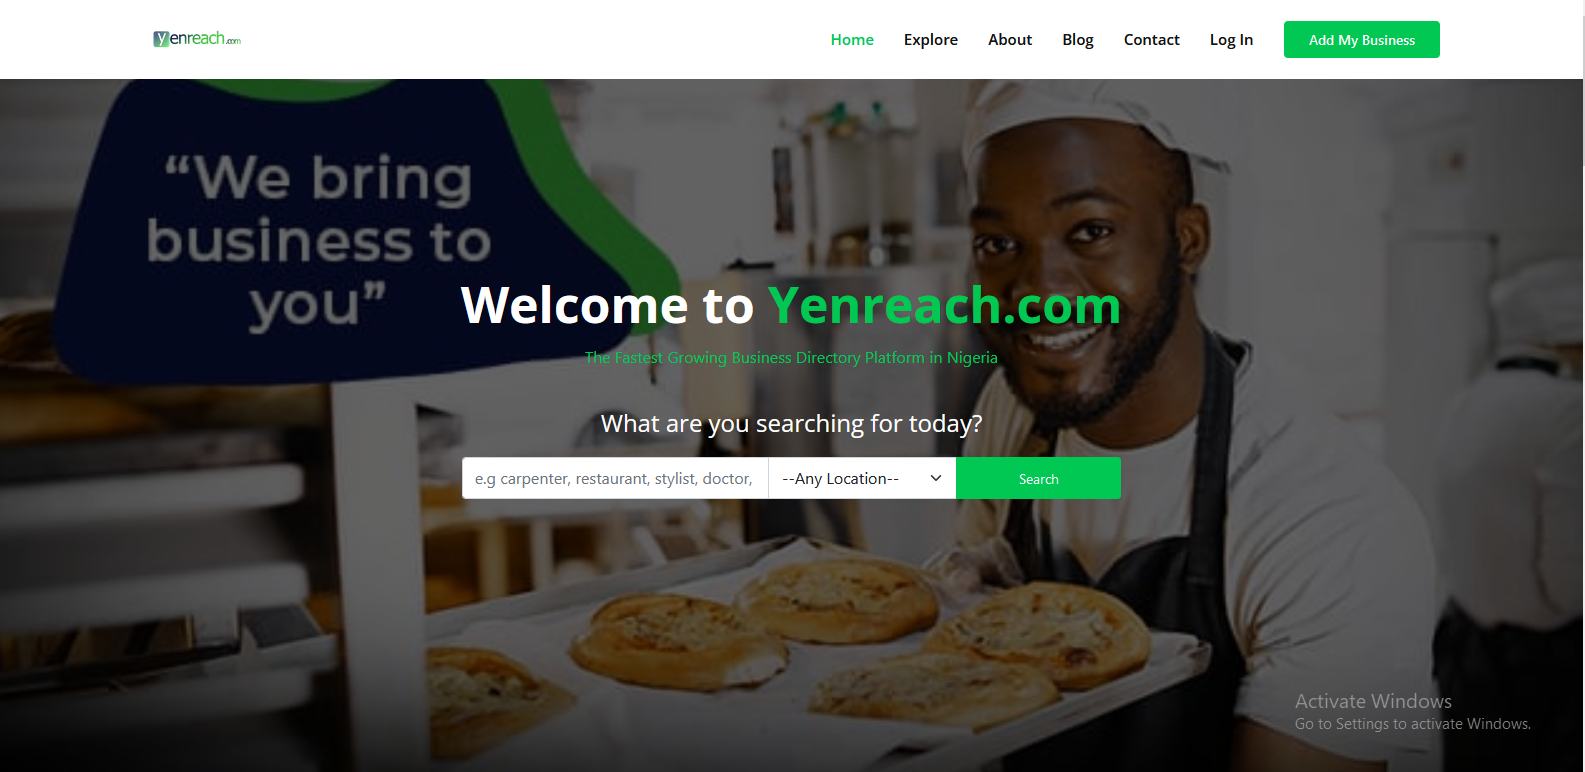 yenreach.com
Home
Explore
About
Blog
Contact
Log In
Add My Business
“We bring
business to
you”
Welcome to Yenreach.com
The Fastest Growing Business Directory Platform in Nigeria
What are you searching for today?
e.g carpenter, restaurant, stylist, doctor,
--Any Location--
Search
Activate Windows
Go to Settings to activate Windows.